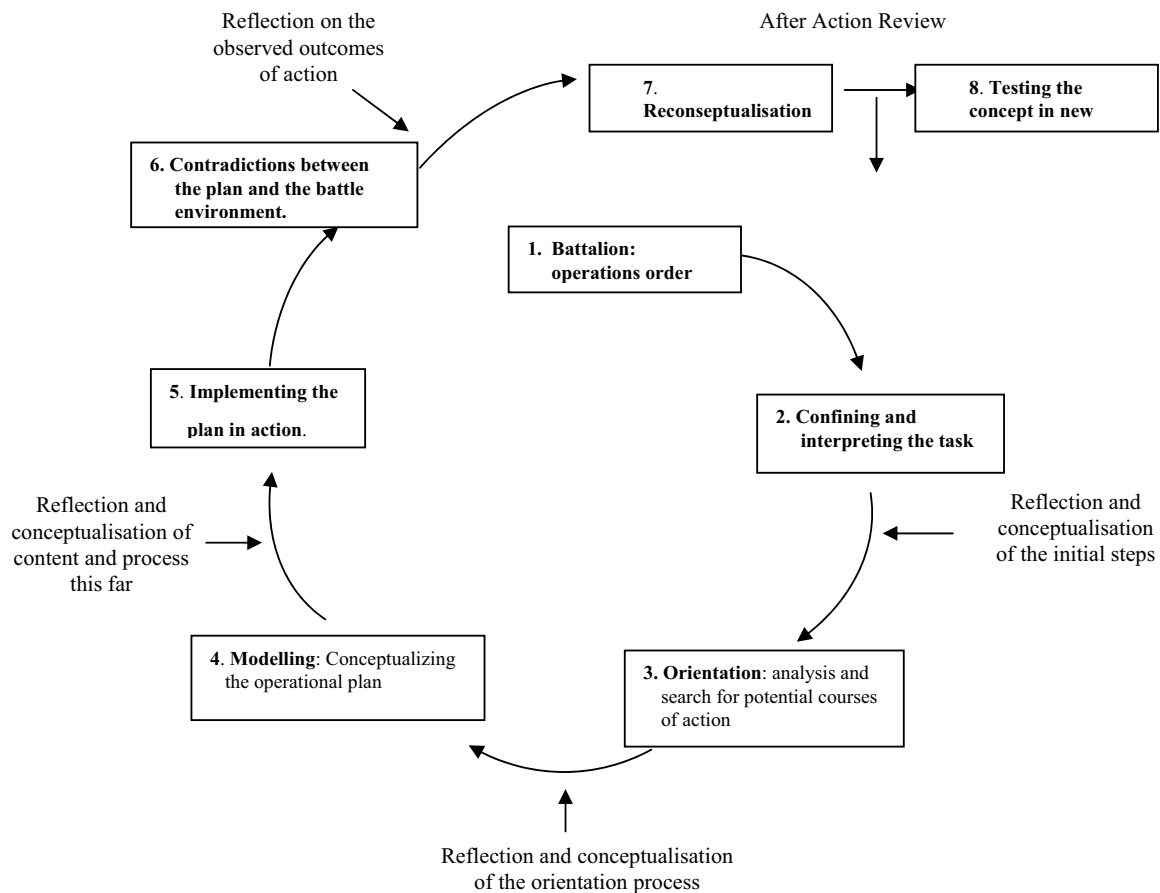 Reflection on the
observed outcomes
of action
After Action Review
7.
Reconseptualisation
8. Testing the
concept in new
6. Contradictions between
the plan and the battle
environment.
1. Battalion:
operations order
5. Implementing the
plan in action.
2. Confining and
interpreting the task
Reflection and
conceptualisation of
content and process
this far
Reflection and
conceptualisation
of the initial steps
4. Modelling: Conceptualizing
the operational plan
3. Orientation: analysis and
search for potential courses
of action
Reflection and conceptualisation
of the orientation process